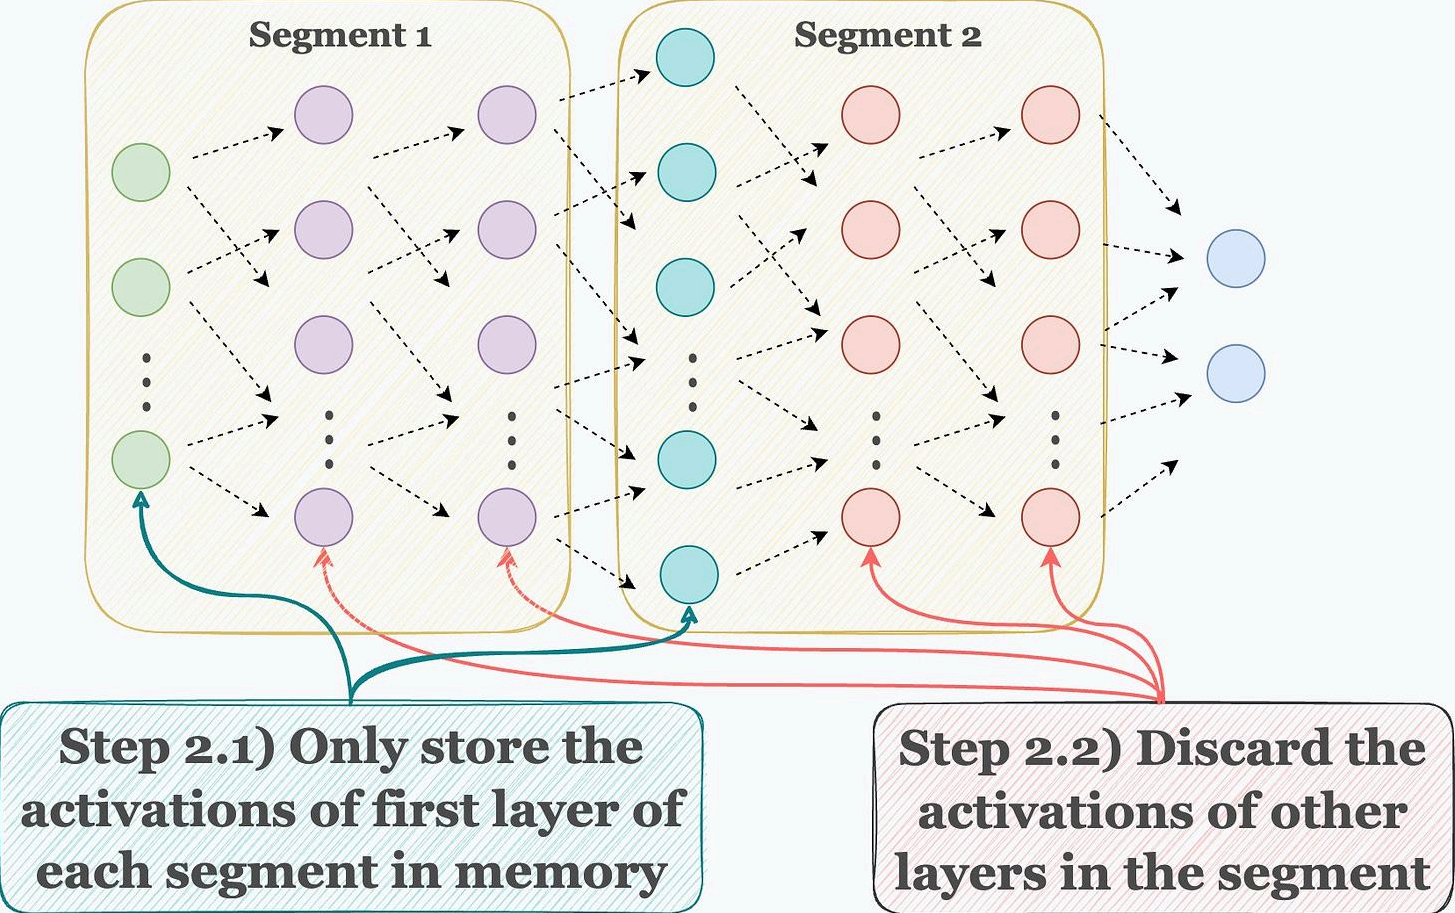 Segment 1
Segment 2
Step 2.1) Only store the
activations of first layer of
each segment in memory
Step 2.2) Discard the
activations of other
layers in the segment